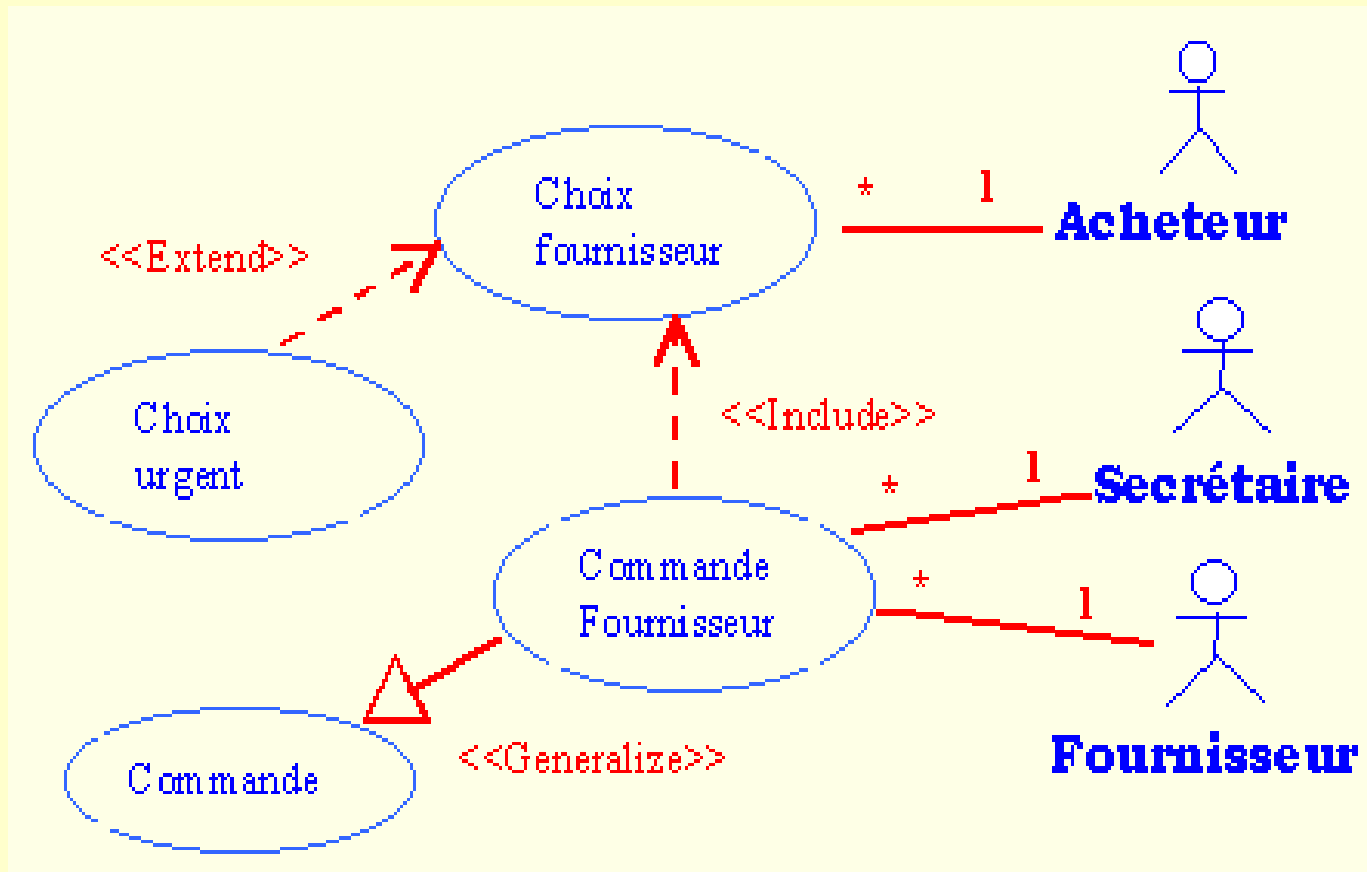 Choix
fournisseur
* 1
Acheteur
<<Extend>>
Choix
urgent
<<Include>>
* 1
Secrétaire
Commande
Fournisseur
* 1
Fournisseur
<<Generalize>>
Commande